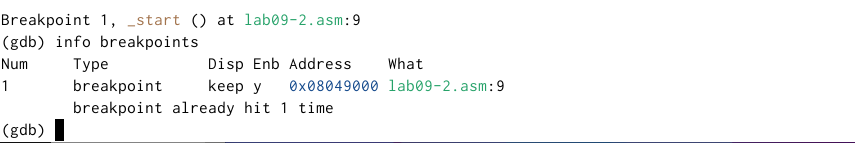 Breakpoint 1, _start () at lab09-2.asm:9
(gdb) info breakpoints
Num     Type           Disp Enb Address    What
1       breakpoint     keep y   0x08049000 lab09-2.asm:9
        breakpoint already hit 1 time
(gdb)